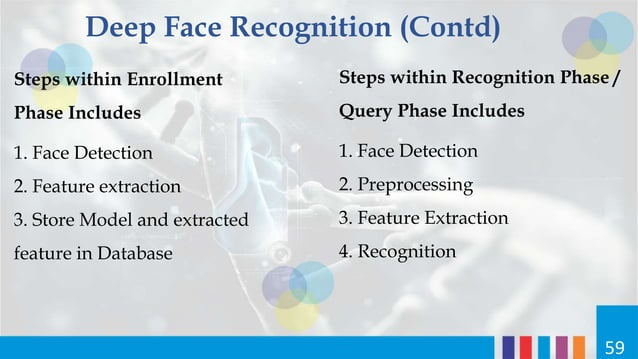 Deep Face Recognition (Contd)
Steps within Enrollment
Phase Includes
1. Face Detection
2. Feature extraction
3. Store Model and extracted
feature in Database
Steps within Recognition Phase /
Query Phase Includes
1. Face Detection
2. Preprocessing
3. Feature Extraction
4. Recognition
59